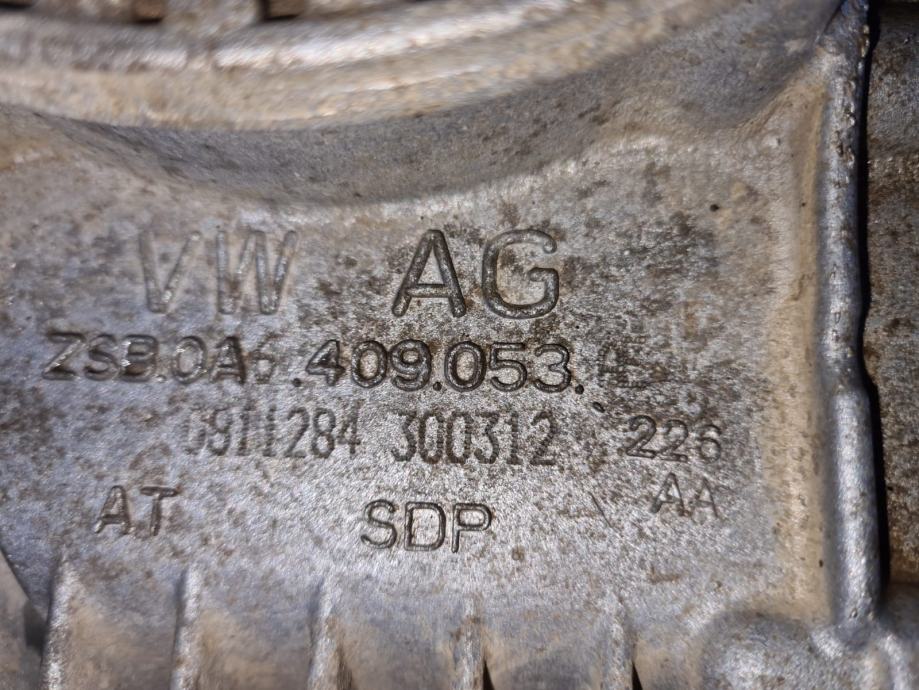 VW AG
ZSB.0A6.409.053.
0911284 300312 226
AT SDP AA